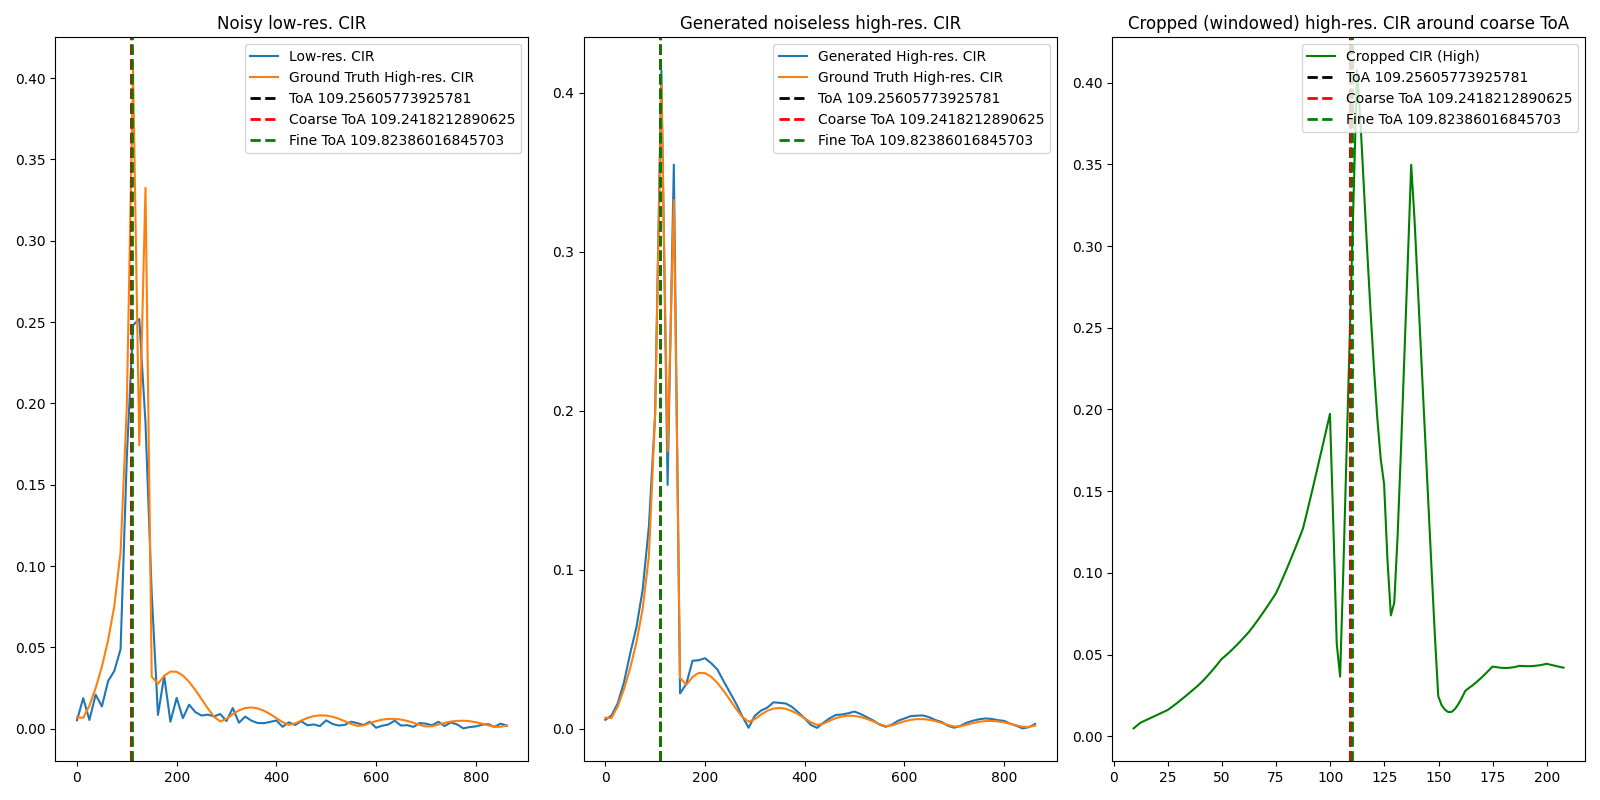 Noisy low-res. CIR
Low-res. CIR
Ground Truth High-res. CIR
ToA 109.25605773925781
Coarse ToA 109.2418212890625
Fine ToA 109.82386016845703
0.40
0.35
0.30
0.25
0.20
0.15
0.10
0.05
0.00
0 200 400 600 800
Generated noiseless high-res. CIR
Generated High-res. CIR
Ground Truth High-res. CIR
ToA 109.25605773925781
Coarse ToA 109.2418212890625
Fine ToA 109.82386016845703
0.4
0.3
0.2
0.1
0.0
0 200 400 600 800
Cropped (windowed) high-res. CIR around coarse ToA
Cropped CIR (High)
ToA 109.25605773925781
Coarse ToA 109.2418212890625
Fine ToA 109.82386016845703
0.40
0.35
0.30
0.25
0.20
0.15
0.10
0.05
0.00
0 25 50 75 100 125 150 175 200